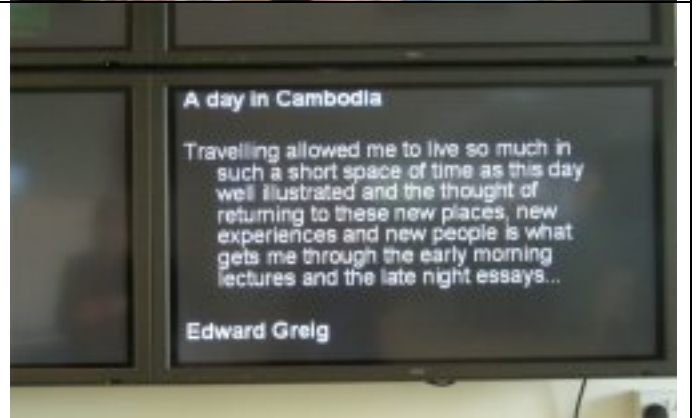 A day in Cambodia
Travelling allowed me to live so much in
such a short space of time as this day
well illustrated and the thought of
returning to these new places, new
experiences and new people is what
gets me through the early morning
lectures and the late night essays...
Edward Greig